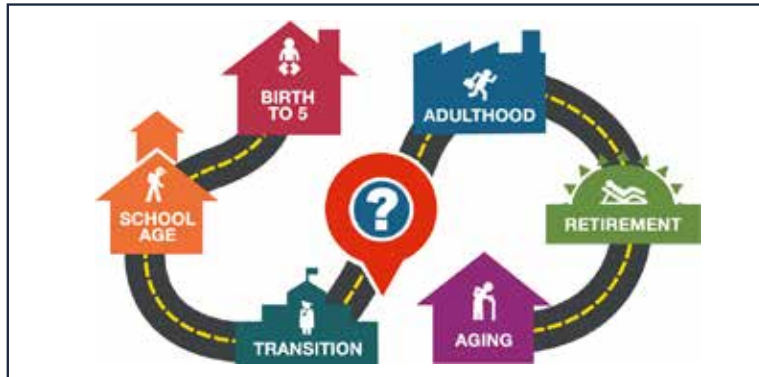 BIRTH
TO 5
SCHOOL
AGE
TRANSITION
?
ADULTHOOD
RETIREMENT
AGING